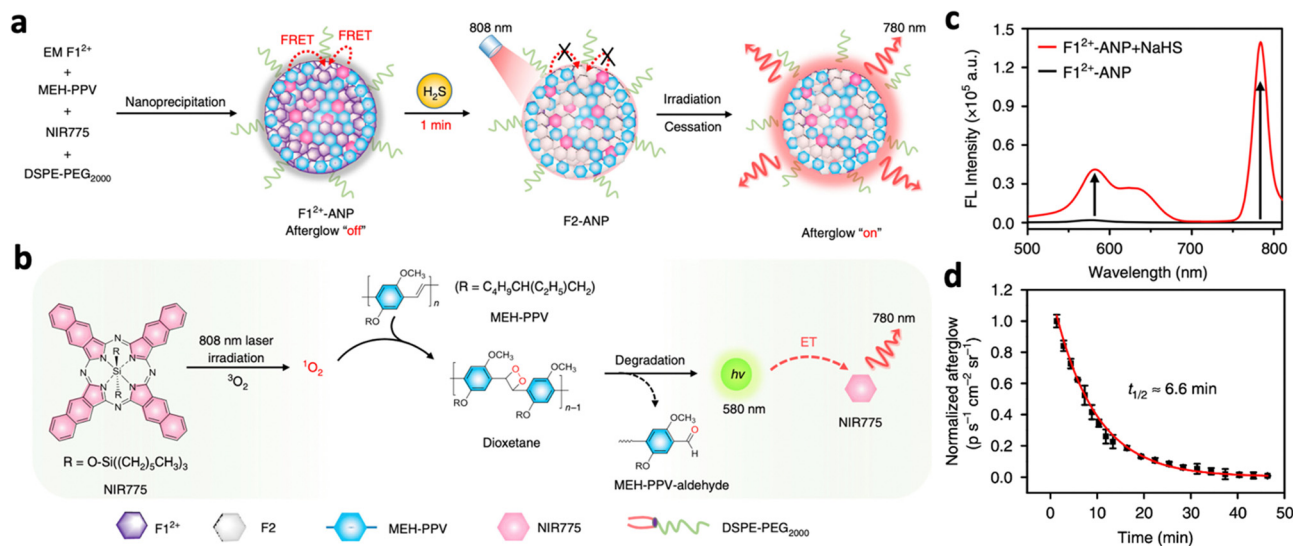 a
EM F1²⁺
+
MEH-PPV
+
NIR775
+
DSPE-PEG₂₀₀₀
Nanoprecipitation
FRET
FRET
F1²⁺-ANP
Afterglow "off"
H₂S
1 min
808 nm
F2-ANP
Irradiation
Cessation
780 nm
Afterglow "on"
b
R
N
N
N
N
N
Si
N
N
N
R
R = O-Si((CH₂)₅CH₃)₃
NIR775
808 nm laser
irradiation
³O₂
¹O₂
OCH₃
n
RO
(R = C₄H₉CH(C₂H₅)CH₂)
MEH-PPV
OCH₃
O
O
OCH₃
RO
RO
n−1
Dioxetane
Degradation
OCH₃
O
H
RO
MEH-PPV-aldehyde
hv
580 nm
ET
780 nm
NIR775
F1²⁺
F2
MEH-PPV
NIR775
DSPE-PEG₂₀₀₀
c
F1²⁺-ANP+NaHS
F1²⁺-ANP
FL Intensity (×10⁵ a.u.)
1.5
1.2
0.9
0.6
0.3
0.0
500
600
700
800
Wavelength (nm)
d
Normalized afterglow
(p s⁻¹ cm⁻² sr⁻¹)
1.0
0.8
0.6
0.4
0.2
0.0
t₁/₂ ≈ 6.6 min
0
10
20
30
40
50
Time (min)